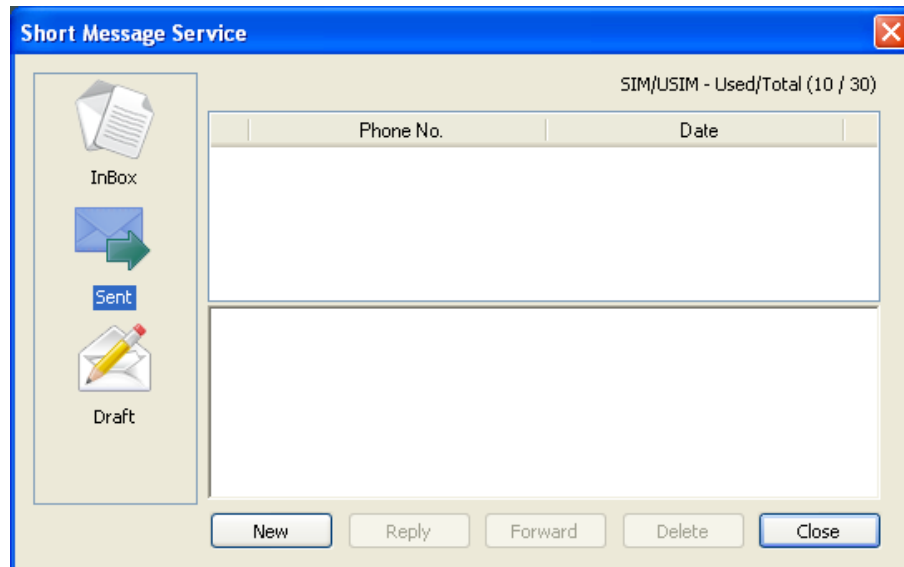 Short Message Service
SIM/USIM - Used/Total (10 / 30)
InBox
Sent
Draft
Phone No. Date
New Reply Forward Delete Close